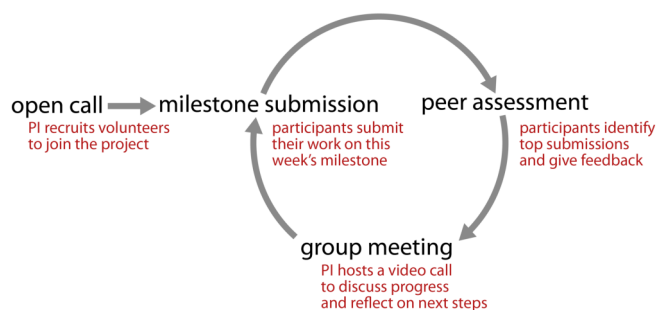 open call
PI recruits volunteers
to join the project
milestone submission
participants submit
their work on this
week's milestone
peer assessment
participants identify
top submissions
and give feedback
group meeting
PI hosts a video call
to discuss progress
and reflect on next steps